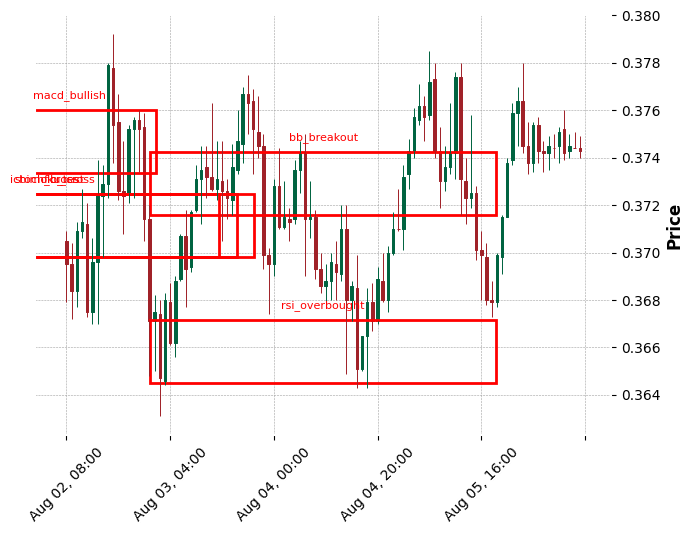 0.380
0.378
macd_bullish
0.376
bb_breakout
0.374
0.372
0.370
rsi_overbought
0.368
0.366
0.364
Price
Aug 02, 08:00
Aug 03, 04:00
Aug 04, 00:00
Aug 04, 20:00
Aug 05, 16:00